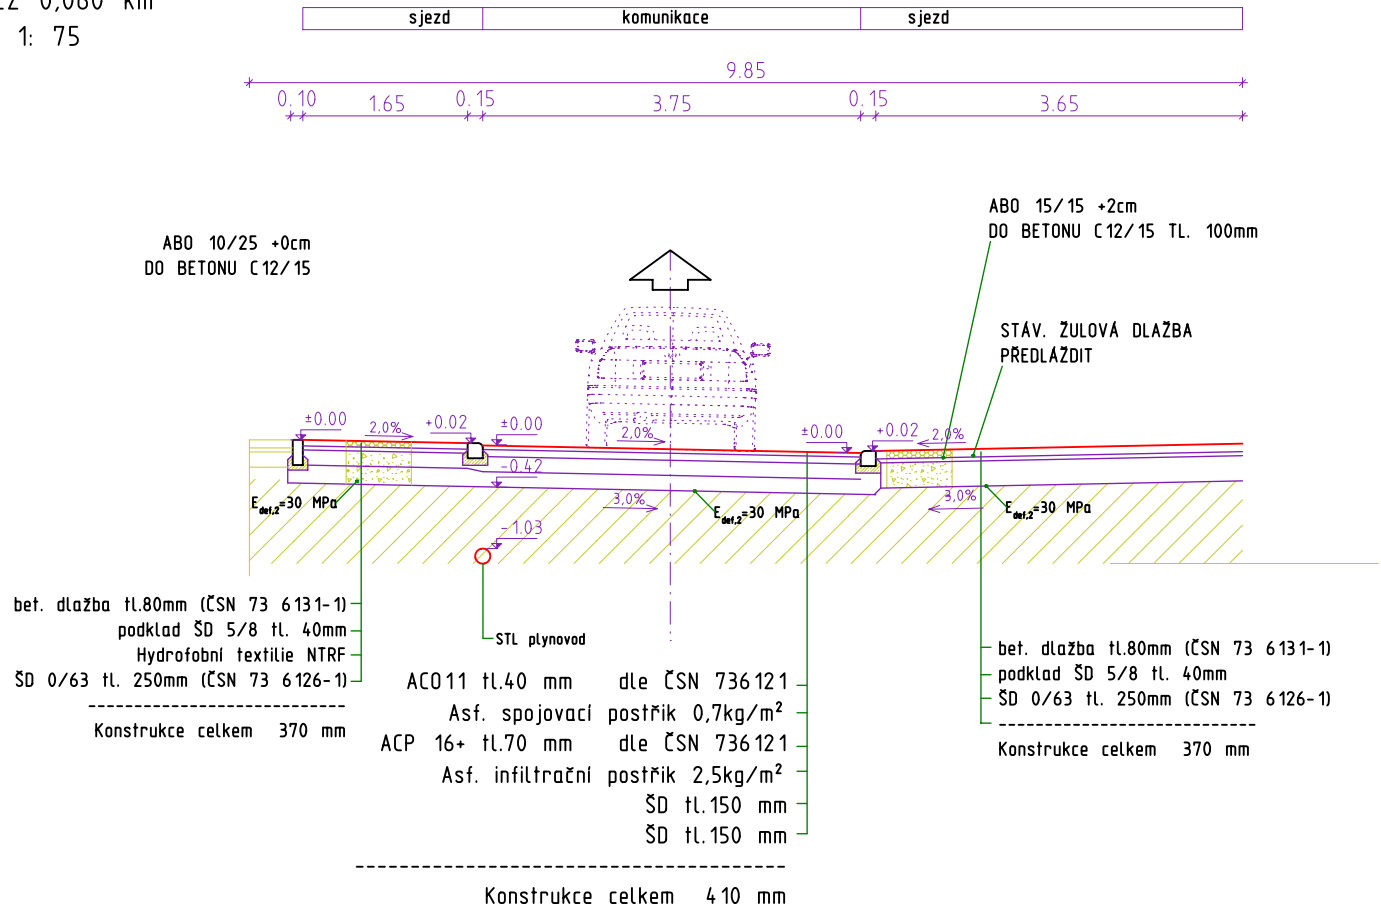 0,080 km
1: 75
sjezd komunikace sjezd
9.85
0.10 1.65 0.15 3.75 0.15 3.65
ABO 15/15 +2cm
DO BETONU C12/15 TL. 100mm
ABO 10/25 +0cm
DO BETONU C12/15
STÁV. ŽULOVÁ DLAŽBA
PŘEDLÁŽDIT
±0.00 2,0% +0.02 ±0.00 2,0% ±0.00 +0.02 2,0%
-0.42
Edef,2=30 MPa 3,0% Edef,2=30 MPa 3,0% Edef,2=30 MPa
-1.03
STL plynovod
bet. dlažba tl.80mm (ČSN 73 6131-1)
podklad ŠD 5/8 tl. 40mm
Hydrofobní textilie NTRF
ŠD 0/63 tl. 250mm (ČSN 73 6126-1)
----------------------------
Konstrukce celkem 370 mm
ACO11 tl.40 mm dle ČSN 736121
Asf. spojovací postřik 0,7kg/m²
ACP 16+ tl.70 mm dle ČSN 736121
Asf. infiltrační postřik 2,5kg/m²
ŠD tl.150 mm
ŠD tl.150 mm
-----------------------------------
Konstrukce celkem 410 mm
bet. dlažba tl.80mm (ČSN 73 6131-1)
podklad ŠD 5/8 tl. 40mm
ŠD 0/63 tl. 250mm (ČSN 73 6126-1)
----------------------------
Konstrukce celkem 370 mm